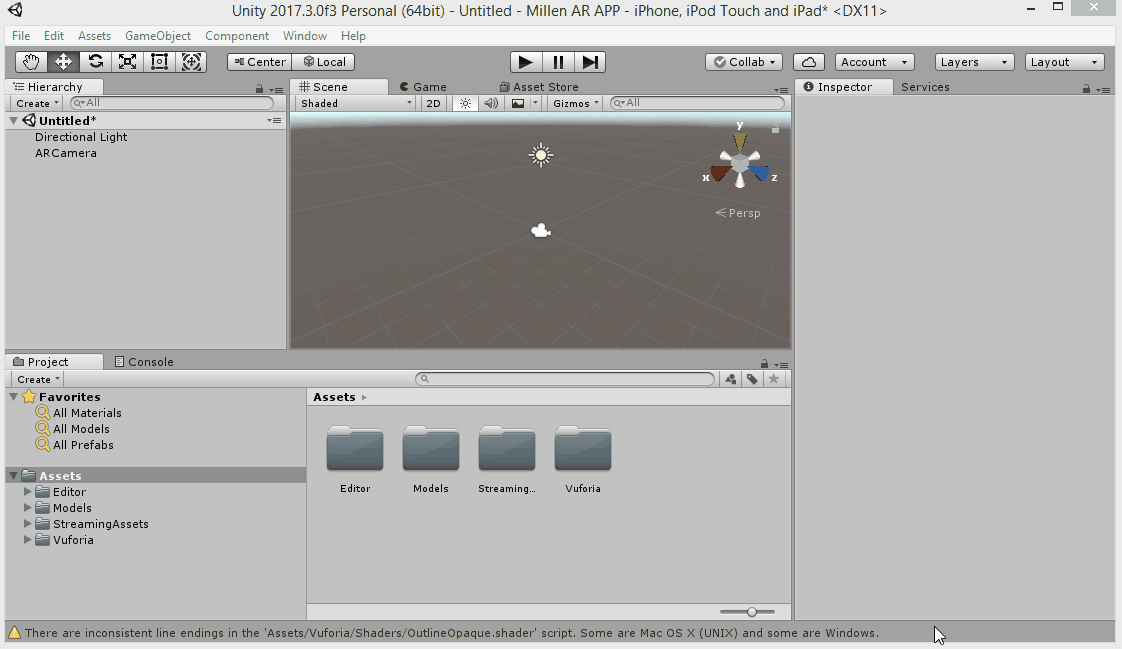 Unity 2017.3.0f3 Personal (64bit) - Untitled - Millen AR APP - iPhone, iPod Touch and iPad* <DX11>
File Edit Assets GameObject Component Window Help
Center Local Collab Account Layers Layout
Hierarchy
Create All
Untitled*
Directional Light
ARCamera
Scene Game Asset Store
Shaded 2D Gizmos All
y
x z
Persp
Inspector Services
Project Console
Create
Favorites
All Materials
All Models
All Prefabs
Assets
Editor
Models
StreamingAssets
Vuforia
Assets
Editor Models Streaming... Vuforia
There are inconsistent line endings in the 'Assets/Vuforia/Shaders/OutlineOpaque.shader' script. Some are Mac OS X (UNIX) and some are Windows.